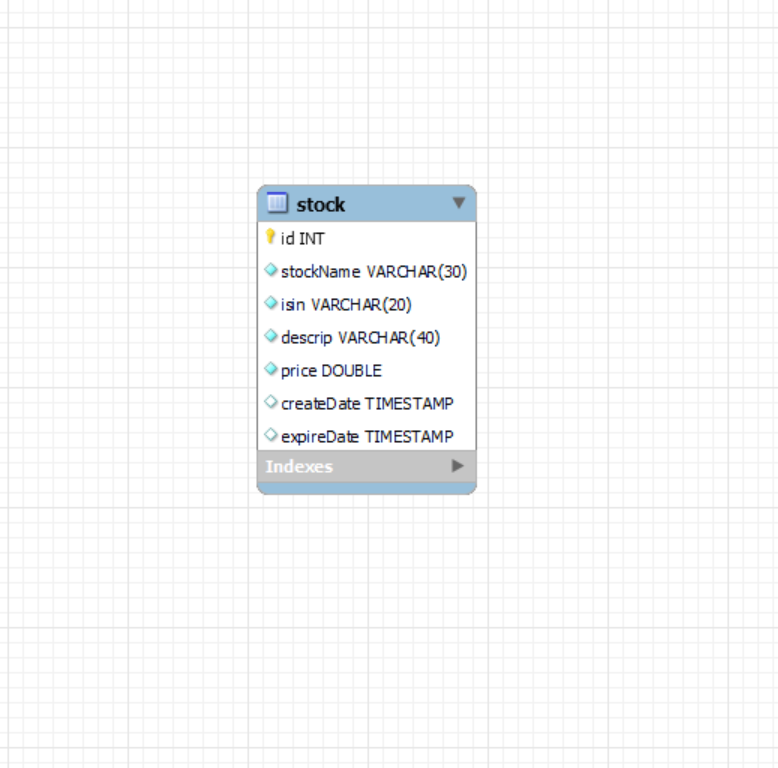 stock
id INT
stockName VARCHAR(30)
isin VARCHAR(20)
descrip VARCHAR(40)
price DOUBLE
createDate TIMESTAMP
expireDate TIMESTAMP
Indexes